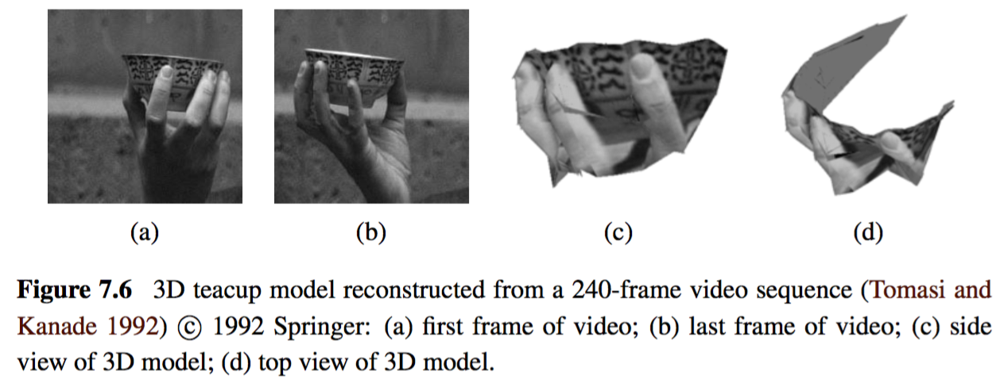 (a)
(b)
(c)
(d)
Figure 7.6 3D teacup model reconstructed from a 240-frame video sequence (Tomasi and
Kanade 1992) © 1992 Springer: (a) first frame of video; (b) last frame of video; (c) side
view of 3D model; (d) top view of 3D model.